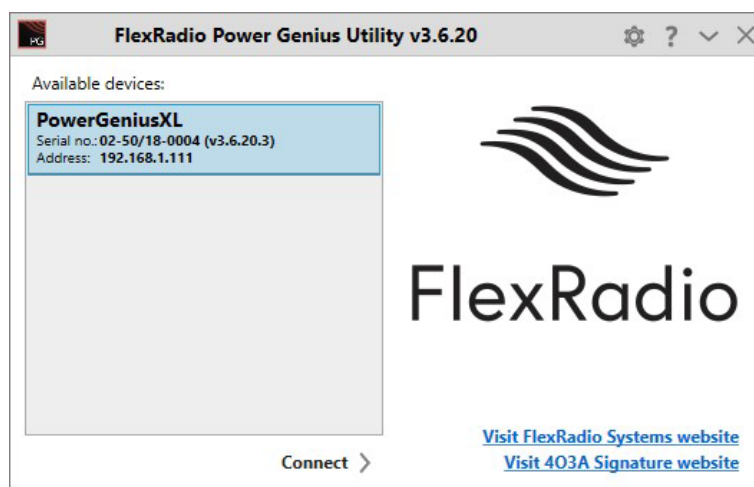 PG
FlexRadio Power Genius Utility v3.6.20
Available devices:
PowerGeniusXL
Serial no.: 02-50/18-0004 (v3.6.20.3)
Address: 192.168.1.111
FlexRadio
Visit FlexRadio Systems website
Connect
Visit 4O3A Signature website